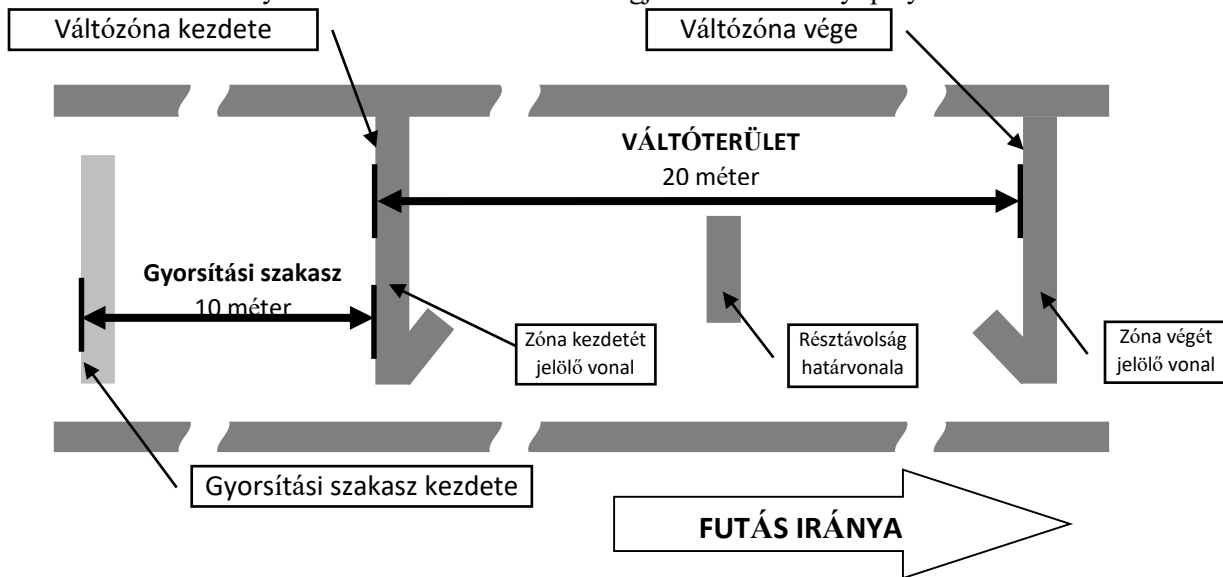 Váltózóna kezdete
Váltózóna vége
VÁLTÓTERÜLET
20 méter
Gyorsítási szakasz
10 méter
Zóna kezdetét
jelölő vonal
Résztávolság
határvonala
Zóna végét
jelölő vonal
Gyorsítási szakasz kezdete
FUTÁS IRÁNYA